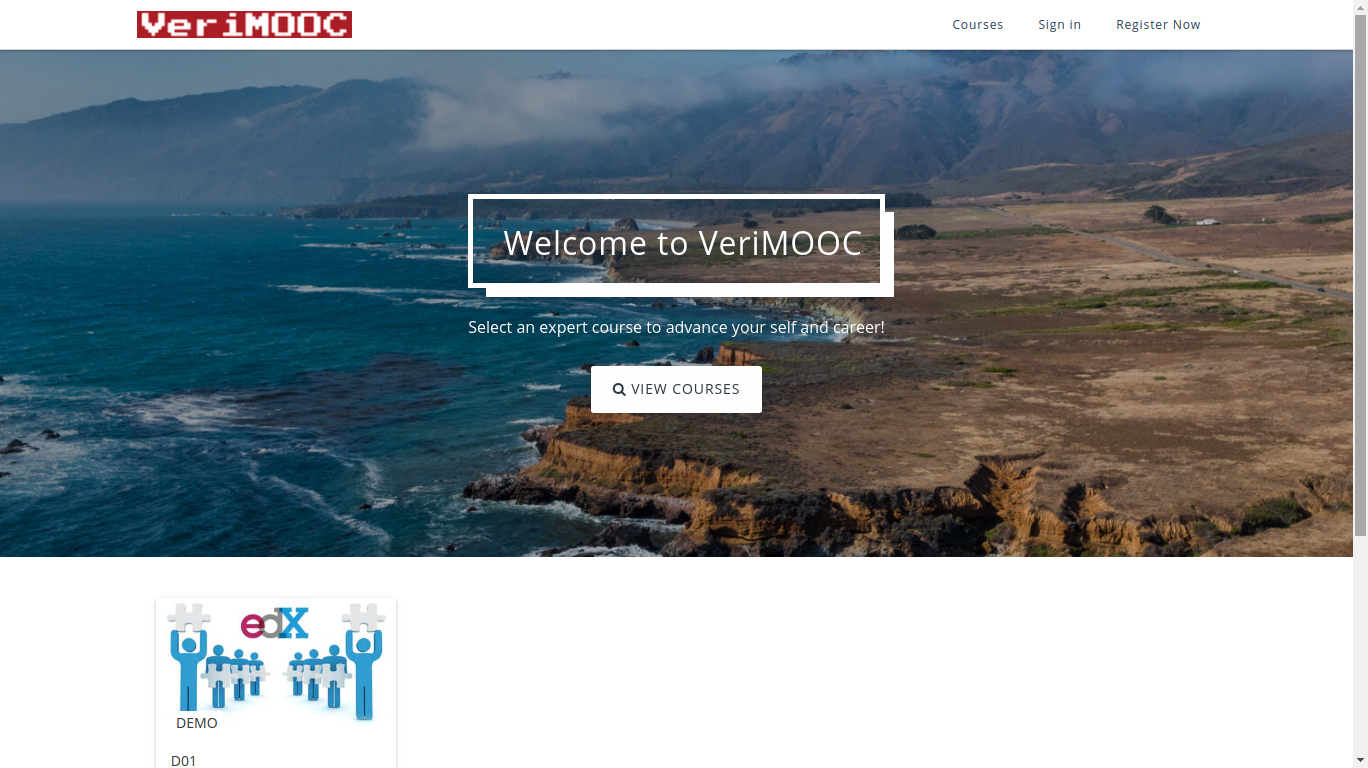 VeriMOOC
Courses
Sign in
Register Now
Welcome to VeriMOOC
Select an expert course to advance your self and career!
VIEW COURSES
edX
DEMO
D01